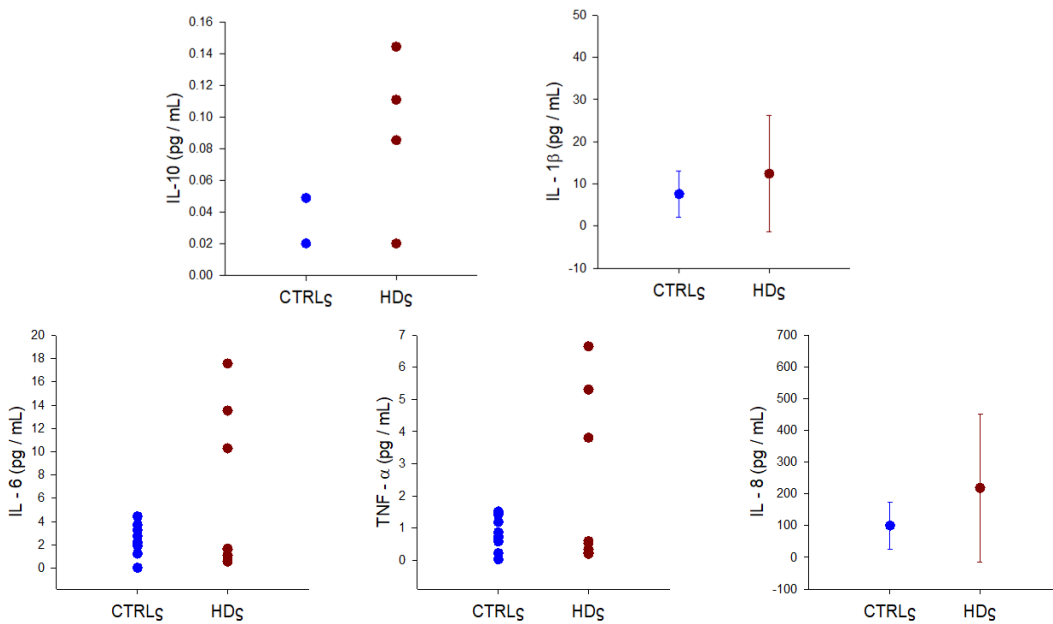 IL-10 (pg / mL)
0.16
0.14
0.12
0.10
0.08
0.06
0.04
0.02
0.00
CTRLς
HDς
IL - 1β (pg / mL)
50
40
30
20
10
0
-10
CTRLς
HDς
IL - 6 (pg / mL)
20
18
16
14
12
10
8
6
4
2
0
CTRLς
HDς
TNF - α (pg / mL)
7
6
5
4
3
2
1
0
CTRLς
HDς
IL - 8 (pg / mL)
700
600
500
400
300
200
100
0
-100
CTRLς
HDς